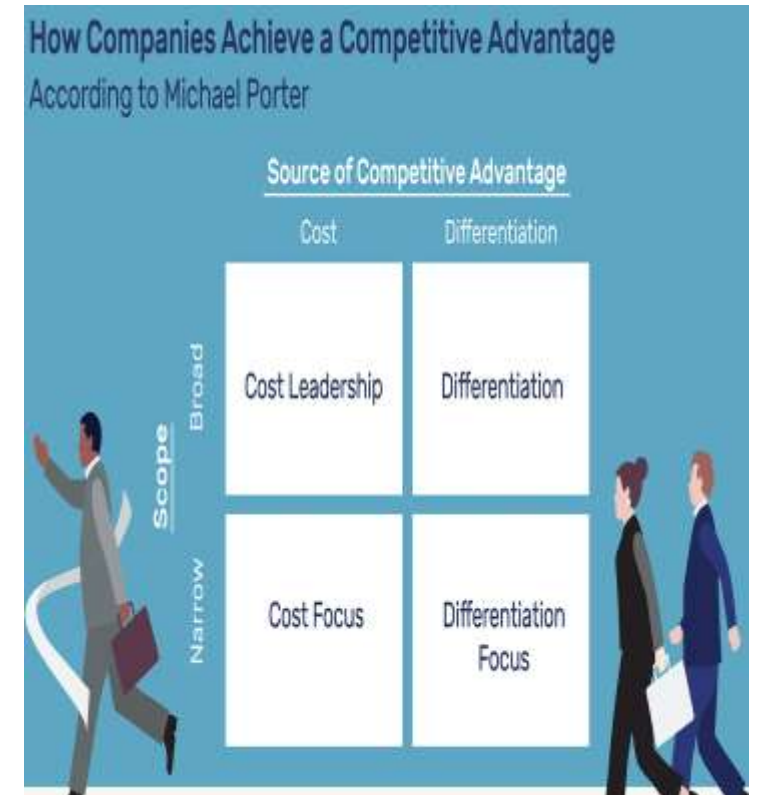 How Companies Achieve a Competitive Advantage
According to Michael Porter
Source of Competitive Advantage
Cost Differentiation
Scope
Broad
Cost Leadership Differentiation
Narrow
Cost Focus Differentiation
Focus